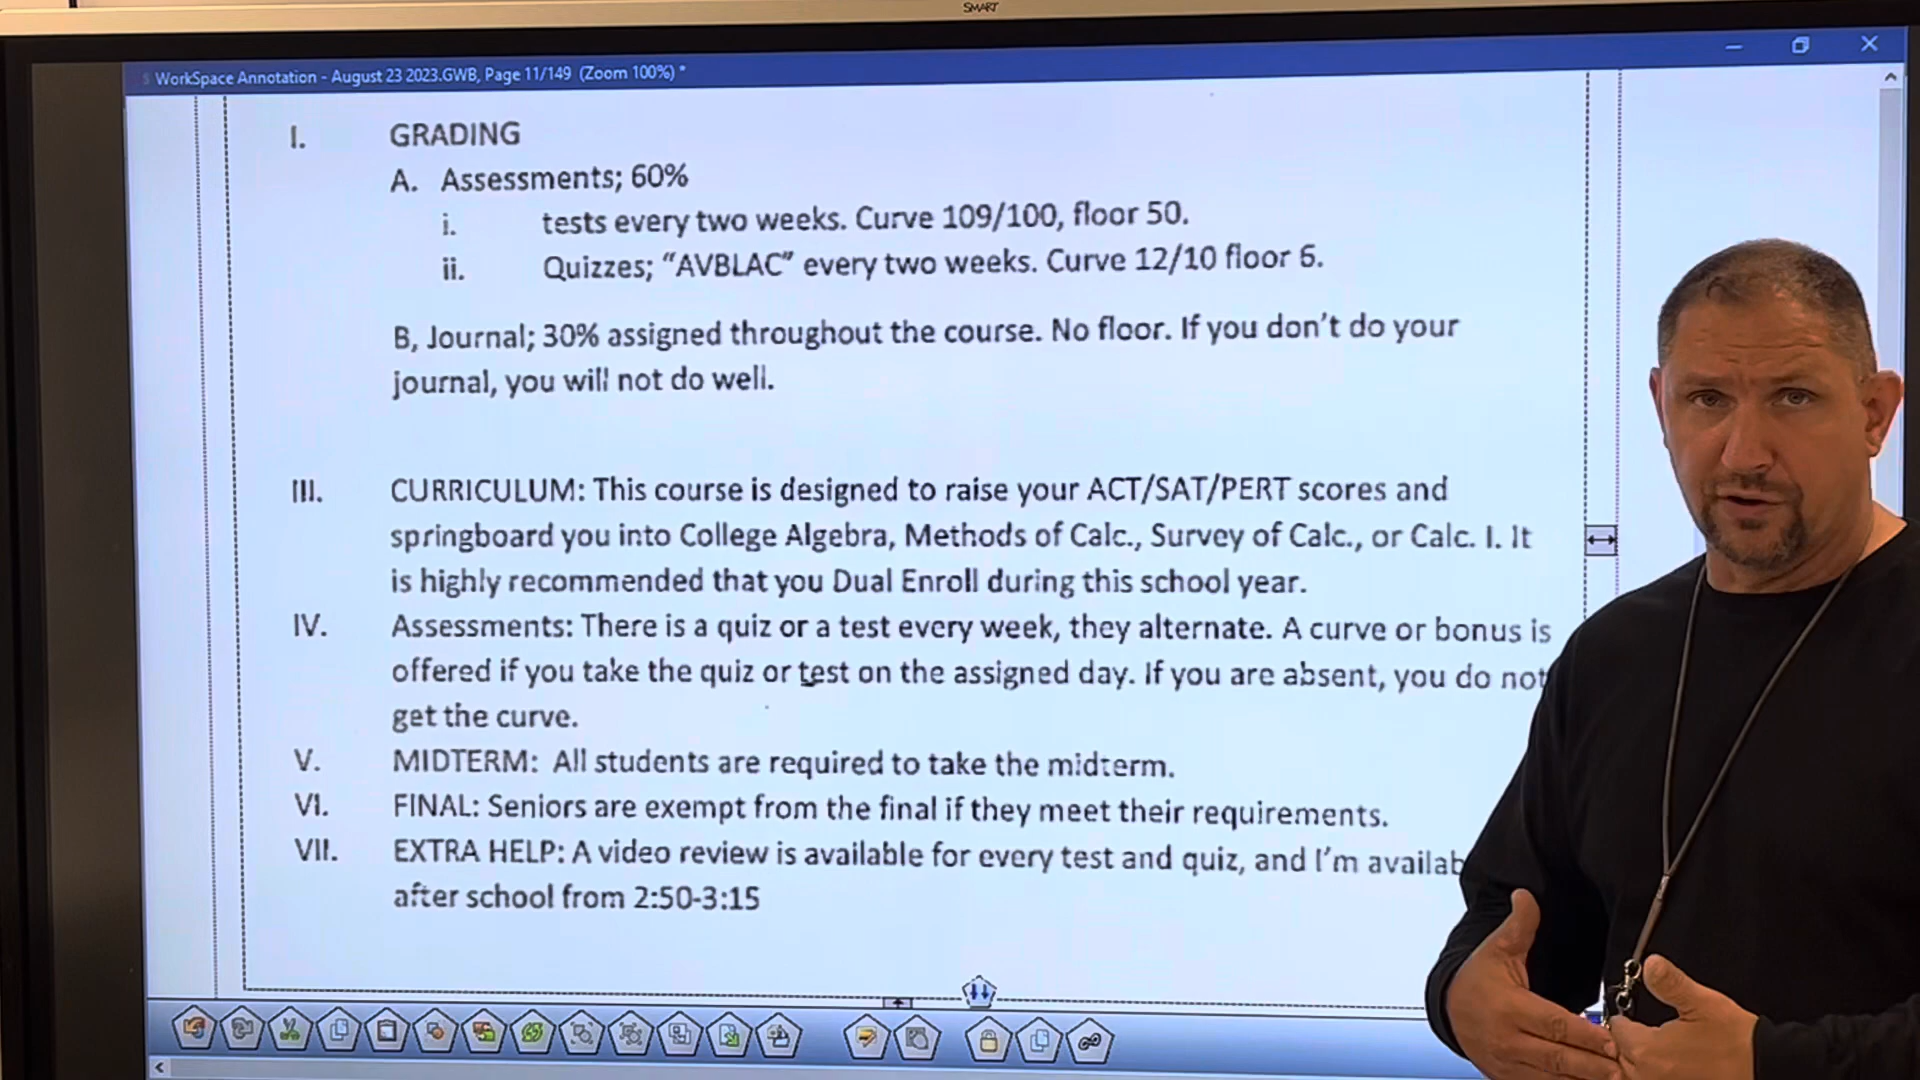 SMART
WorkSpace Annotation - August 23 2023.GWB, Page 11/149 (Zoom 100%) *
I. GRADING
A. Assessments; 60%
i. tests every two weeks. Curve 109/100, floor 50.
ii. Quizzes; “AVBLAC” every two weeks. Curve 12/10 floor 6.
B, Journal; 30% assigned throughout the course. No floor. If you don’t do your
journal, you will not do well.
III. CURRICULUM: This course is designed to raise your ACT/SAT/PERT scores and
springboard you into College Algebra, Methods of Calc., Survey of Calc., or Calc. I. It
is highly recommended that you Dual Enroll during this school year.
IV. Assessments: There is a quiz or a test every week, they alternate. A curve or bonus is
offered if you take the quiz or test on the assigned day. If you are absent, you do not
get the curve.
V. MIDTERM: All students are required to take the midterm.
VI. FINAL: Seniors are exempt from the final if they meet their requirements.
VII. EXTRA HELP: A video review is available for every test and quiz, and I’m availab
after school from 2:50-3:15